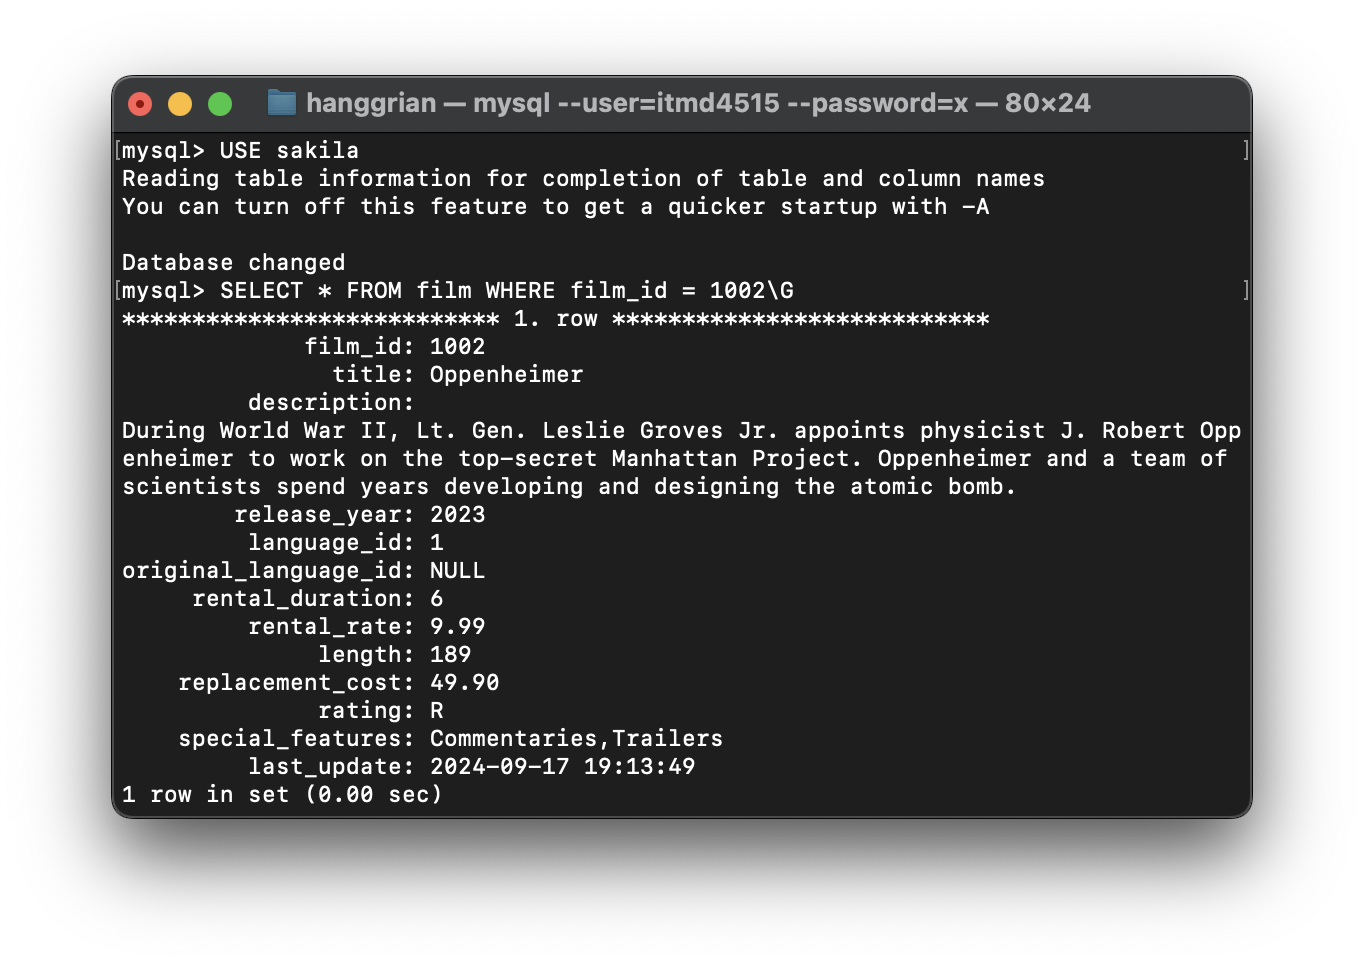 hanggrian — mysql --user=itmd4515 --password=x — 80×24
[mysql> USE sakila ]
Reading table information for completion of table and column names
You can turn off this feature to get a quicker startup with -A
Database changed
[mysql> SELECT * FROM film WHERE film_id = 1002\G ]
*************************** 1. row ***************************
film_id: 1002
title: Oppenheimer
description:
During World War II, Lt. Gen. Leslie Groves Jr. appoints physicist J. Robert Opp
enheimer to work on the top-secret Manhattan Project. Oppenheimer and a team of
scientists spend years developing and designing the atomic bomb.
release_year: 2023
language_id: 1
original_language_id: NULL
rental_duration: 6
rental_rate: 9.99
length: 189
replacement_cost: 49.90
rating: R
special_features: Commentaries,Trailers
last_update: 2024-09-17 19:13:49
1 row in set (0.00 sec)